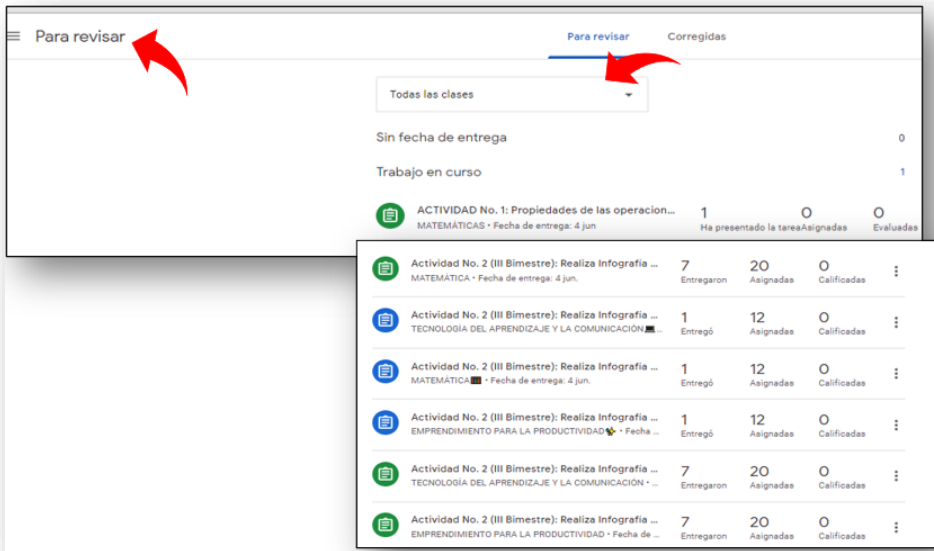 Para revisar
Para revisar Corregidas
Todas las clases
Sin fecha de entrega 0
Trabajo en curso 1
ACTIVIDAD No. 1: Propiedades de las operacion... 1 0 0
MATEMÁTICAS • Fecha de entrega: 4 jun Ha presentado la tareaAsignadas Evaluadas
Actividad No. 2 (III Bimestre): Realiza Infografía ... 7 20 0
MATEMÁTICA • Fecha de entrega: 4 jun. Entregaron Asignadas Calificadas
Actividad No. 2 (III Bimestre): Realiza Infografía ... 1 12 0
TECNOLOGÍA DEL APRENDIZAJE Y LA COMUNICACIÓN💻... Entregó Asignadas Calificadas
Actividad No. 2 (III Bimestre): Realiza Infografía ... 1 12 0
MATEMÁTICA • Fecha de entrega: 4 jun. Entregó Asignadas Calificadas
Actividad No. 2 (III Bimestre): Realiza Infografía ... 1 12 0
EMPRENDIMIENTO PARA LA PRODUCTIVIDAD • Fecha ... Entregó Asignadas Calificadas
Actividad No. 2 (III Bimestre): Realiza Infografía ... 7 20 0
TECNOLOGÍA DEL APRENDIZAJE Y LA COMUNICACIÓN • ... Entregaron Asignadas Calificadas
Actividad No. 2 (III Bimestre): Realiza Infografía ... 7 20 0
EMPRENDIMIENTO PARA LA PRODUCTIVIDAD • Fecha de ... Entregaron Asignadas Calificadas